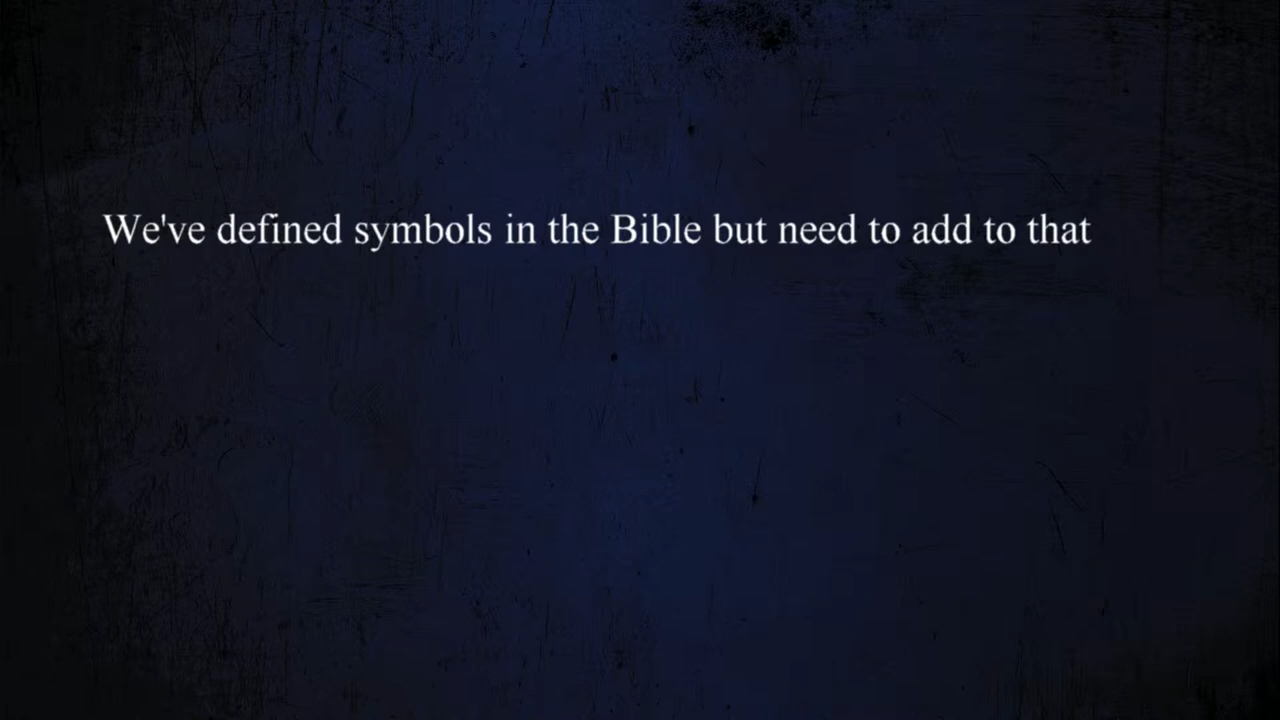 We've defined symbols in the Bible but need to add to that